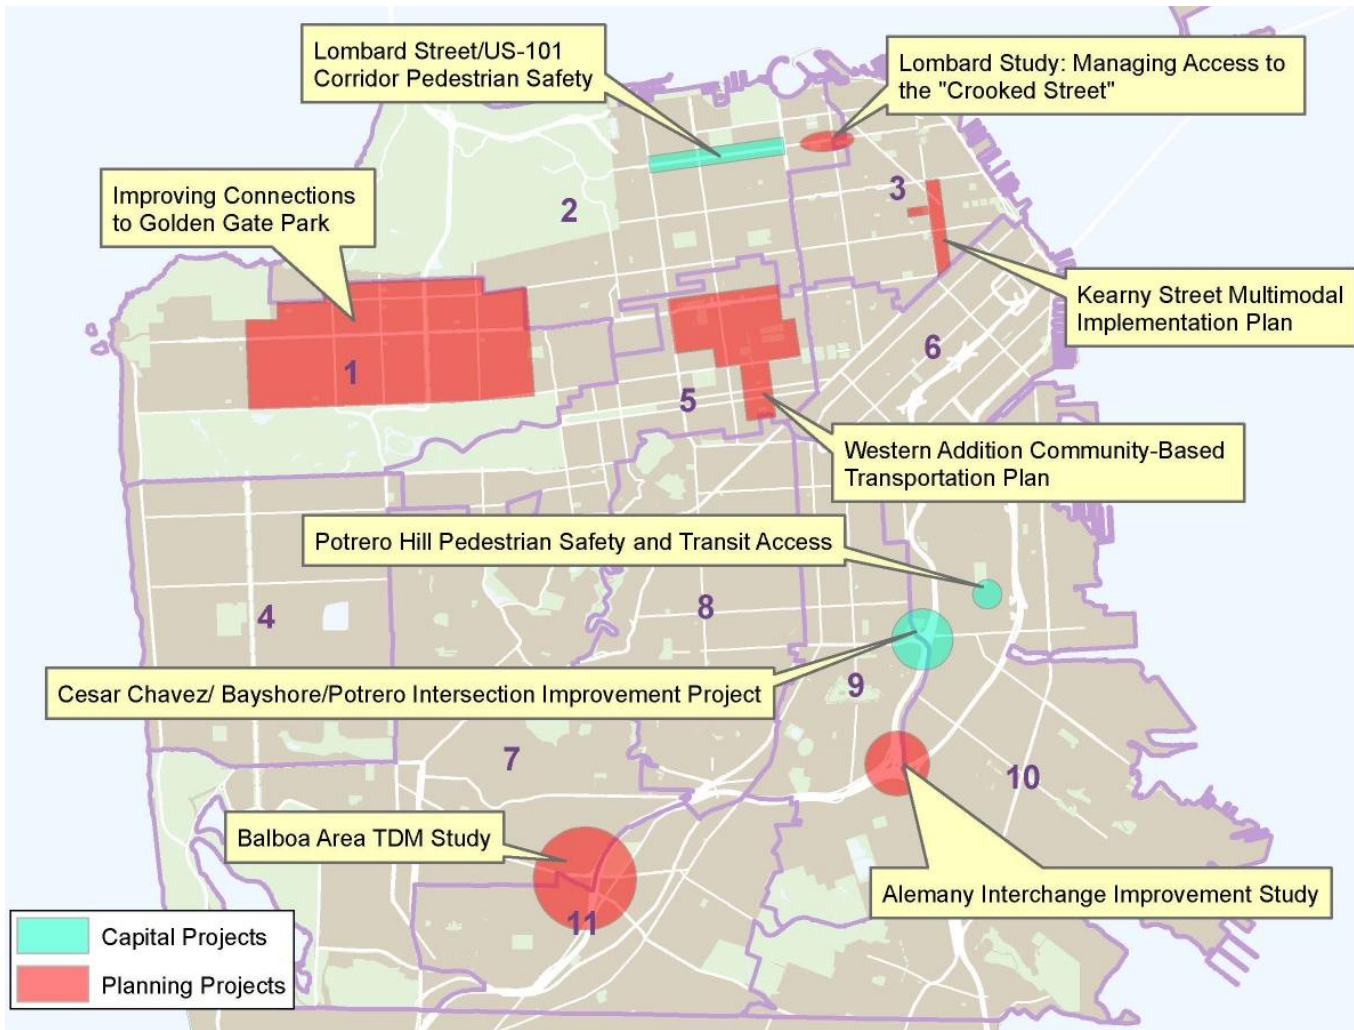 Lombard Street/US-101
Corridor Pedestrian Safety
Lombard Study: Managing Access to
the "Crooked Street"
Improving Connections
to Golden Gate Park
2
3
Kearny Street Multimodal
Implementation Plan
6
1
5
Western Addition Community-Based
Transportation Plan
Potrero Hill Pedestrian Safety and Transit Access
4
8
Cesar Chavez/ Bayshore/Potrero Intersection Improvement Project
9
7
10
Balboa Area TDM Study
Alemany Interchange Improvement Study
11
Capital Projects
Planning Projects